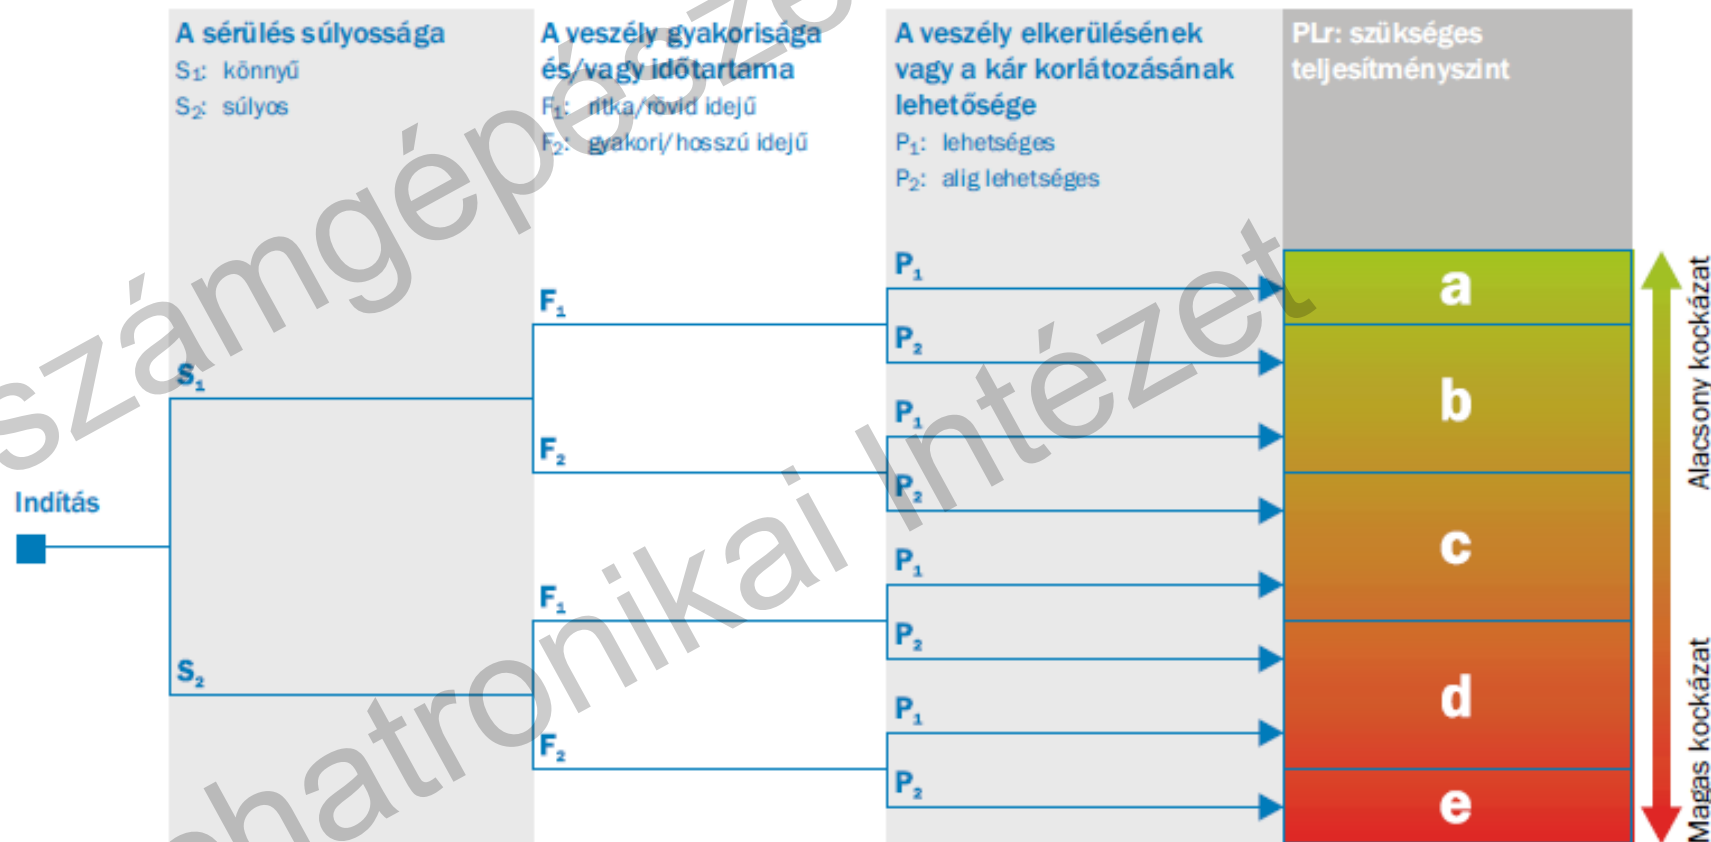 A sérülés súlyossága
S₁: könnyű
S₂: súlyos
A veszély gyakorisága
és/vagy időtartama
F₁: ritka/rövid idejű
F₂: gyakori/hosszú idejű
A veszély elkerülésének
vagy a kár korlátozásának
lehetősége
P₁: lehetséges
P₂: alig lehetséges
PLr: szükséges
teljesítményszint
Indítás
S₁
S₂
F₁
F₂
F₁
F₂
P₁
P₂
P₁
P₂
P₁
P₂
P₁
P₂
a
b
c
d
e
Alacsony kockázat
Magas kockázat
számgépész
hatronikai Intézet